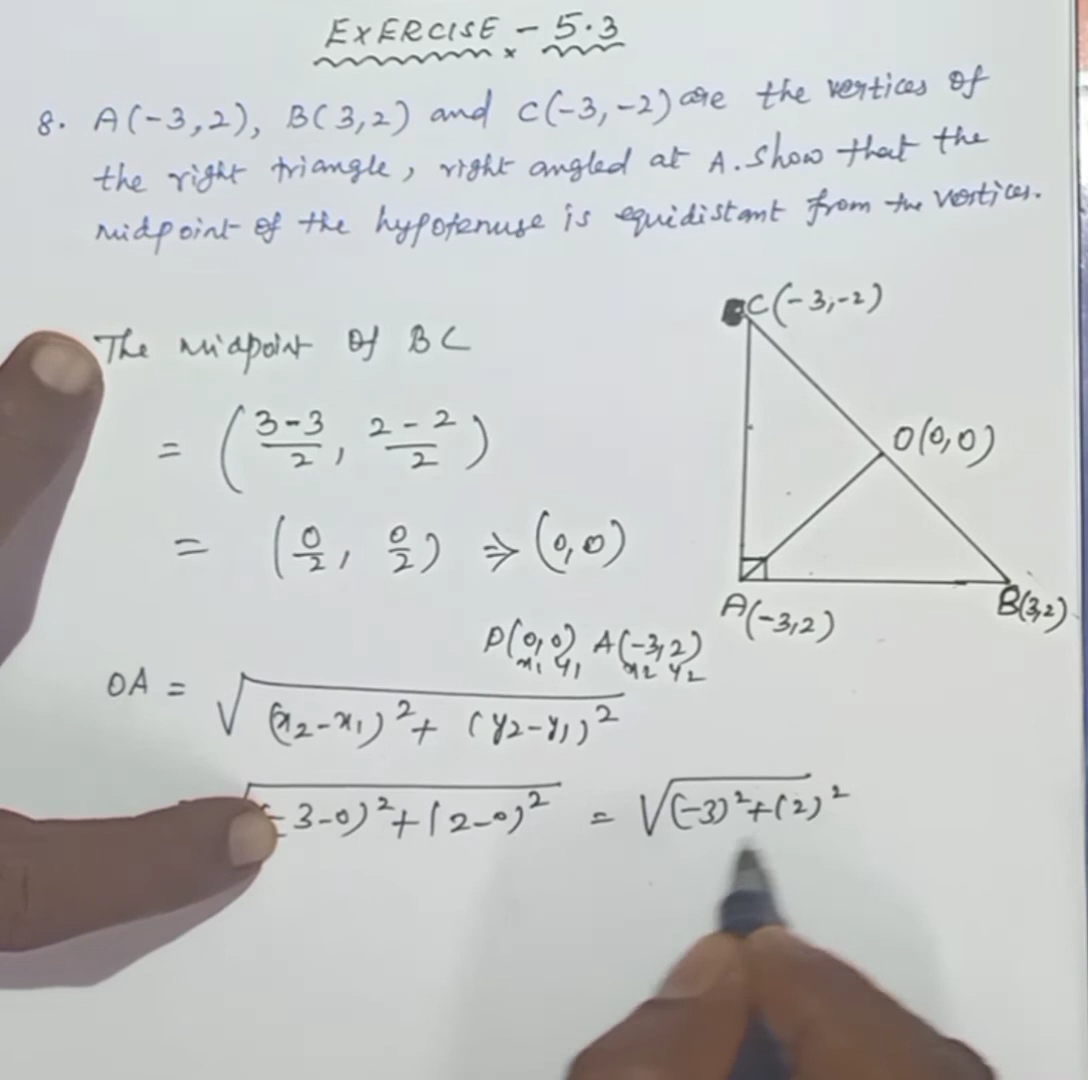 EXERCISE - 5.3
8. A(-3,2), B(3,2) and C(-3,-2) are the vertices of
the right triangle, right angled at A. Show that the
midpoint of the hypotenuse is equidistant from the vertices.
The midpoint of BC
= (3-3/2, 2-2/2)
= (0/2, 0/2) ⇒ (0,0)
C(-3,-2)
O(0,0)
A(-3,2)
B(3,2)
O(0,0) A(-3,2)
x₁ y₁ x₂ y₂
OA = √(x₂-x₁)²+(y₂-y₁)²
-3-0)²+(2-0)² = √(-3)²+(2)²